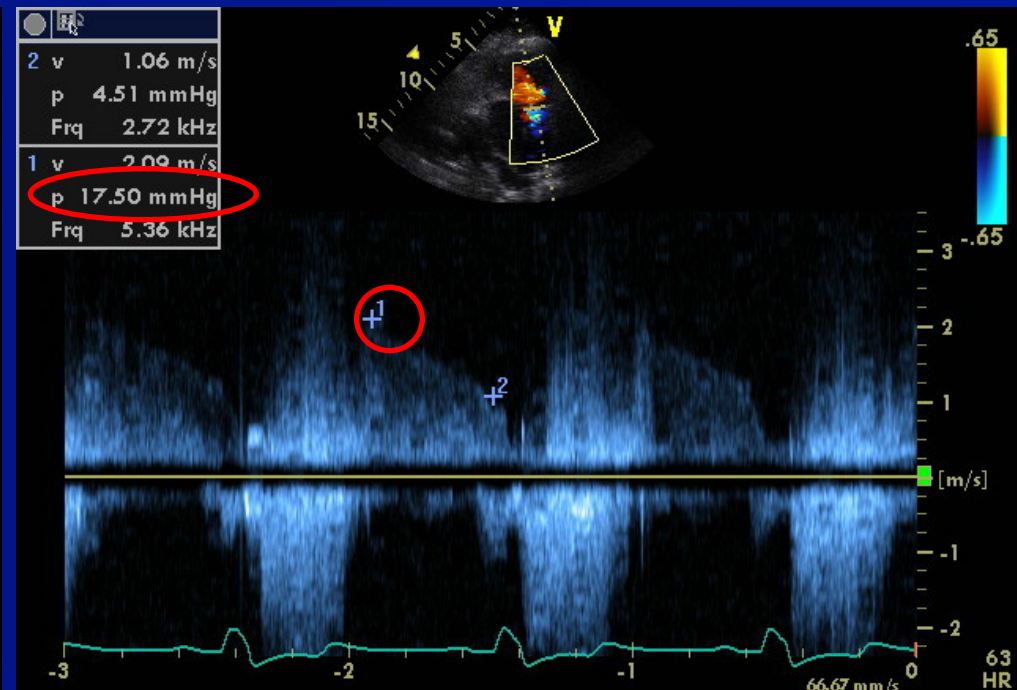 2 v 1.06 m/s
p 4.51 mmHg
Frq 2.72 kHz
1 v 2.09 m/s
p 17.50 mmHg
Frq 5.36 kHz
V
5
10
15
.65
-.65
3
2
1
[m/s]
-1
-2
1
2
-3
-2
-1
0
66.67 mm/s
63
HR